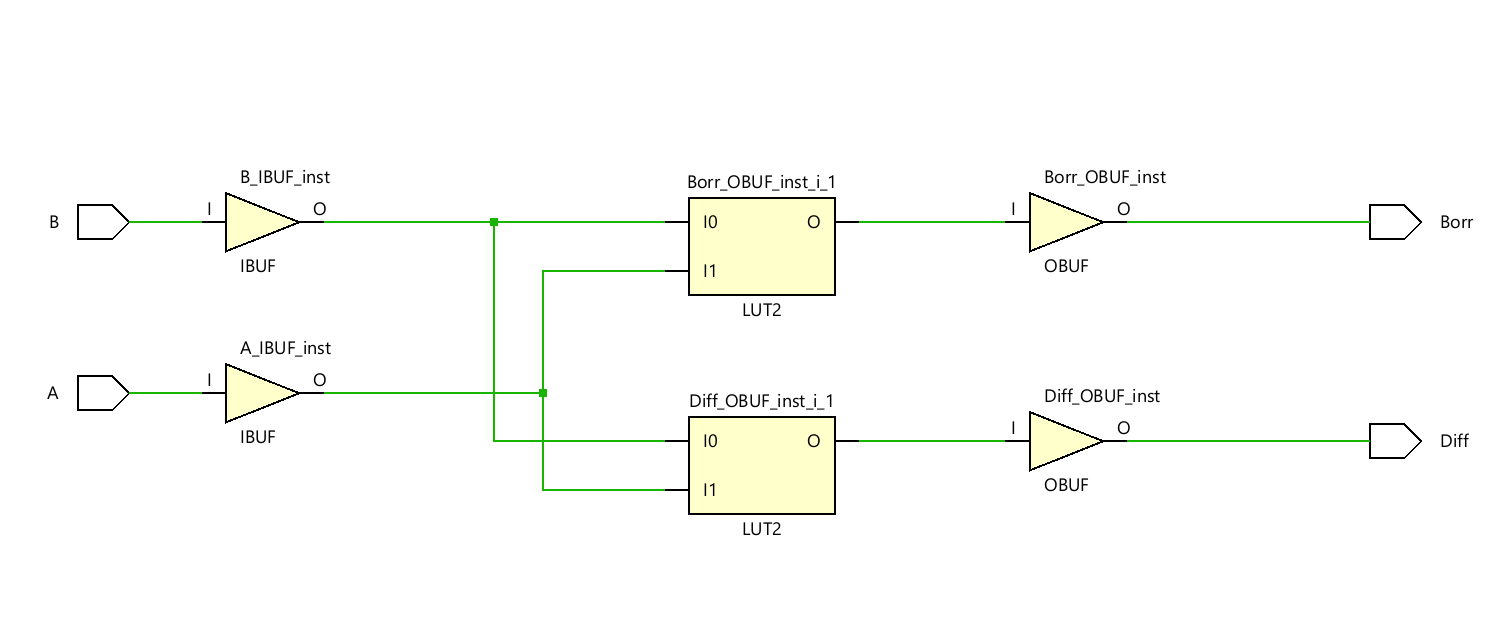 B_IBUF_inst
B
I
O
IBUF
Borr_OBUF_inst_i_1
I0
O
I1
LUT2
Borr_OBUF_inst
I
O
OBUF
Borr
A_IBUF_inst
A
I
O
IBUF
Diff_OBUF_inst_i_1
I0
O
I1
LUT2
Diff_OBUF_inst
I
O
OBUF
Diff